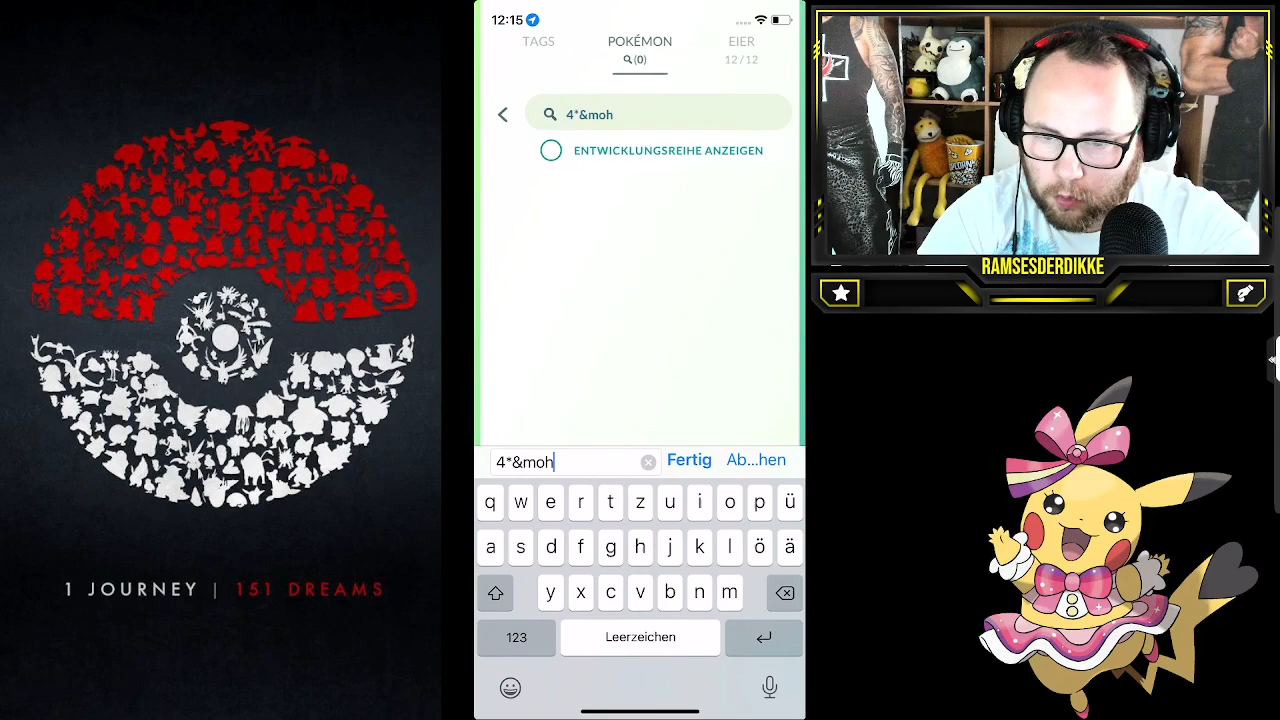 12:15
TAGS
POKÉMON
(0)
EIER
12 / 12
4*&moh
ENTWICKLUNGSREIHE ANZEIGEN
4*&moh
Fertig
Ab...hen
q w e r t z u i o p ü
a s d f g h j k l ö ä
y x c v b n m
123
Leerzeichen
1 JOURNEY | 151 DREAMS
RAMSESDERDIKKE